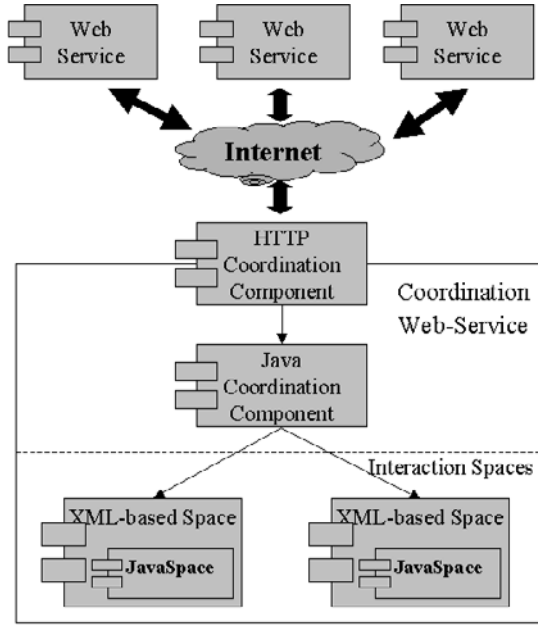 Web
Service
Web
Service
Web
Service
Internet
HTTP
Coordination
Component
Coordination
Web-Service
Java
Coordination
Component
Interaction Spaces
XML-based Space
JavaSpace
XML-based Space
JavaSpace